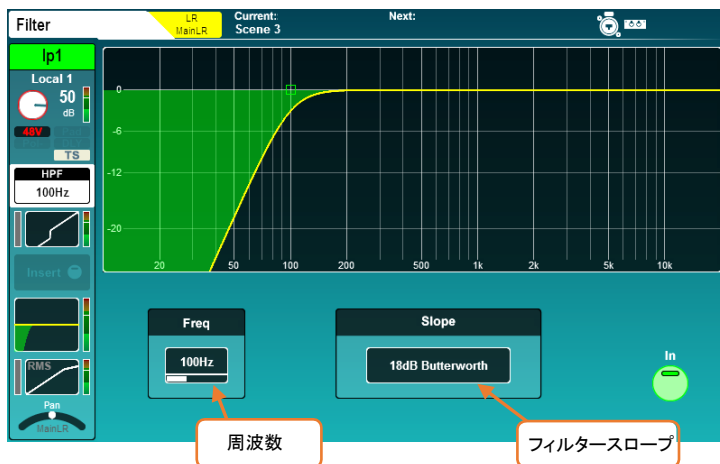 Filter
LR
MainLR
Current:
Scene 3
Next:
Ip1
Local 1
50
dB
48V
TS
HPF
100Hz
Insert
RMS
Pan
MainLR
0
-6
-12
-20
20 50 100 200 500 1k 2k 5k 10k
Freq
100Hz
Slope
18dB Butterworth
In
周波数
フィルタースロープ